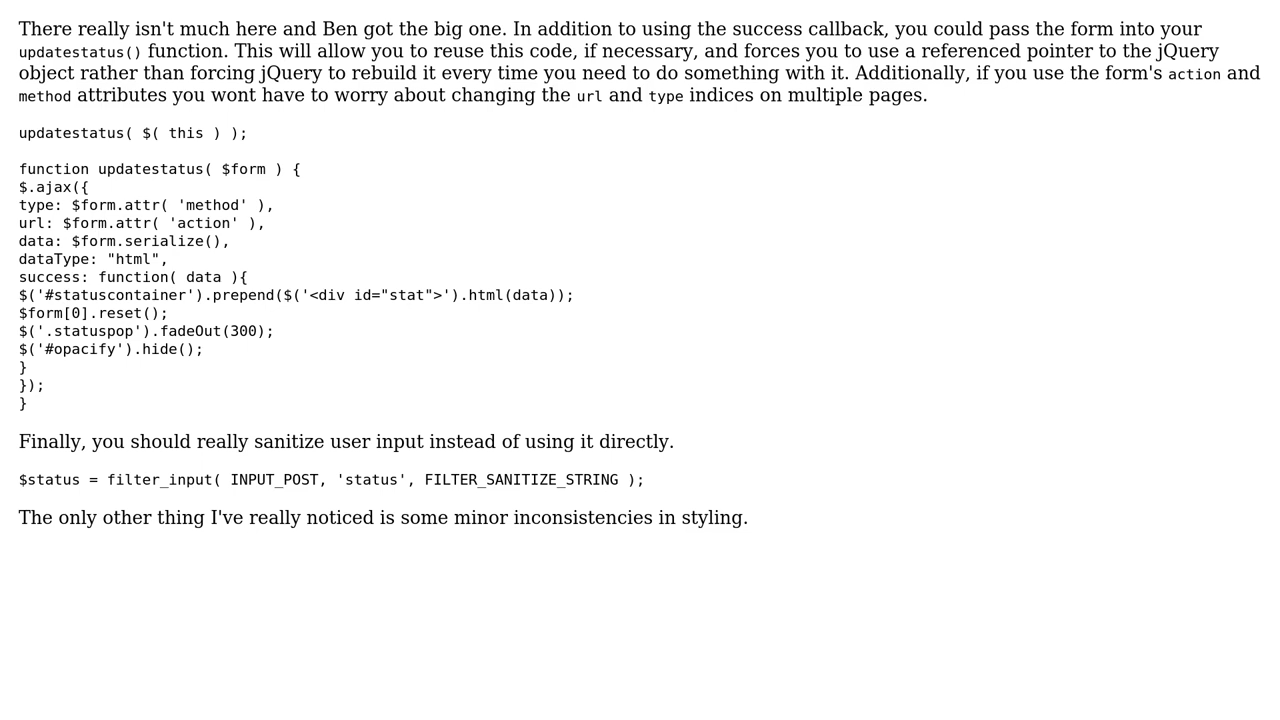 There really isn't much here and Ben got the big one. In addition to using the success callback, you could pass the form into your
updatestatus() function. This will allow you to reuse this code, if necessary, and forces you to use a referenced pointer to the jQuery
object rather than forcing jQuery to rebuild it every time you need to do something with it. Additionally, if you use the form's action and
method attributes you wont have to worry about changing the url and type indices on multiple pages.
updatestatus( $( this ) );
function updatestatus( $form ) {
$.ajax({
type: $form.attr( 'method' ),
url: $form.attr( 'action' ),
data: $form.serialize(),
dataType: "html",
success: function( data ){
$('#statuscontainer').prepend($('<div id="stat">').html(data));
$form[0].reset();
$('.statuspop').fadeOut(300);
$('#opacify').hide();
}
});
}
Finally, you should really sanitize user input instead of using it directly.
$status = filter_input( INPUT_POST, 'status', FILTER_SANITIZE_STRING );
The only other thing I've really noticed is some minor inconsistencies in styling.